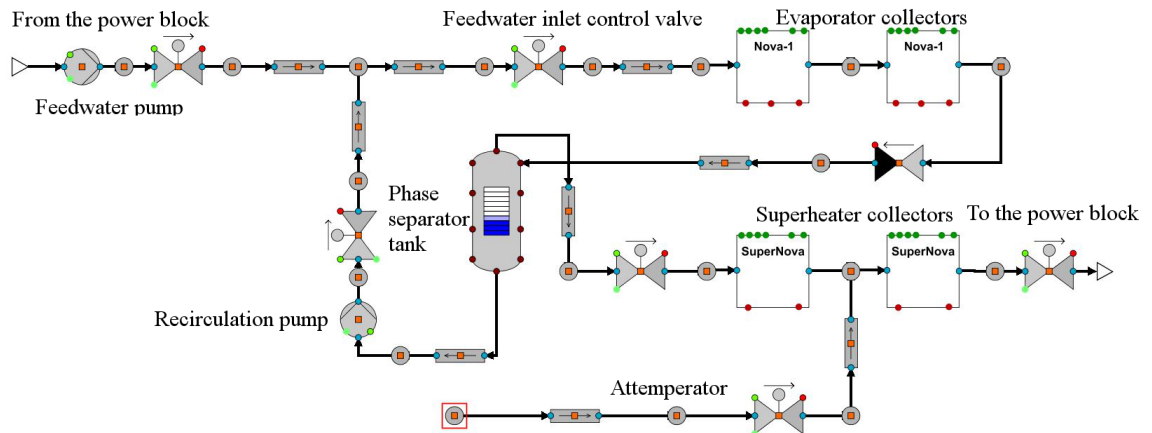 From the power block
Feedwater inlet control valve
Evaporator collectors
Nova-1
Nova-1
Feedwater pump
Phase
separator
tank
Superheater collectors
To the power block
SuperNova
SuperNova
Recirculation pump
Attemperator